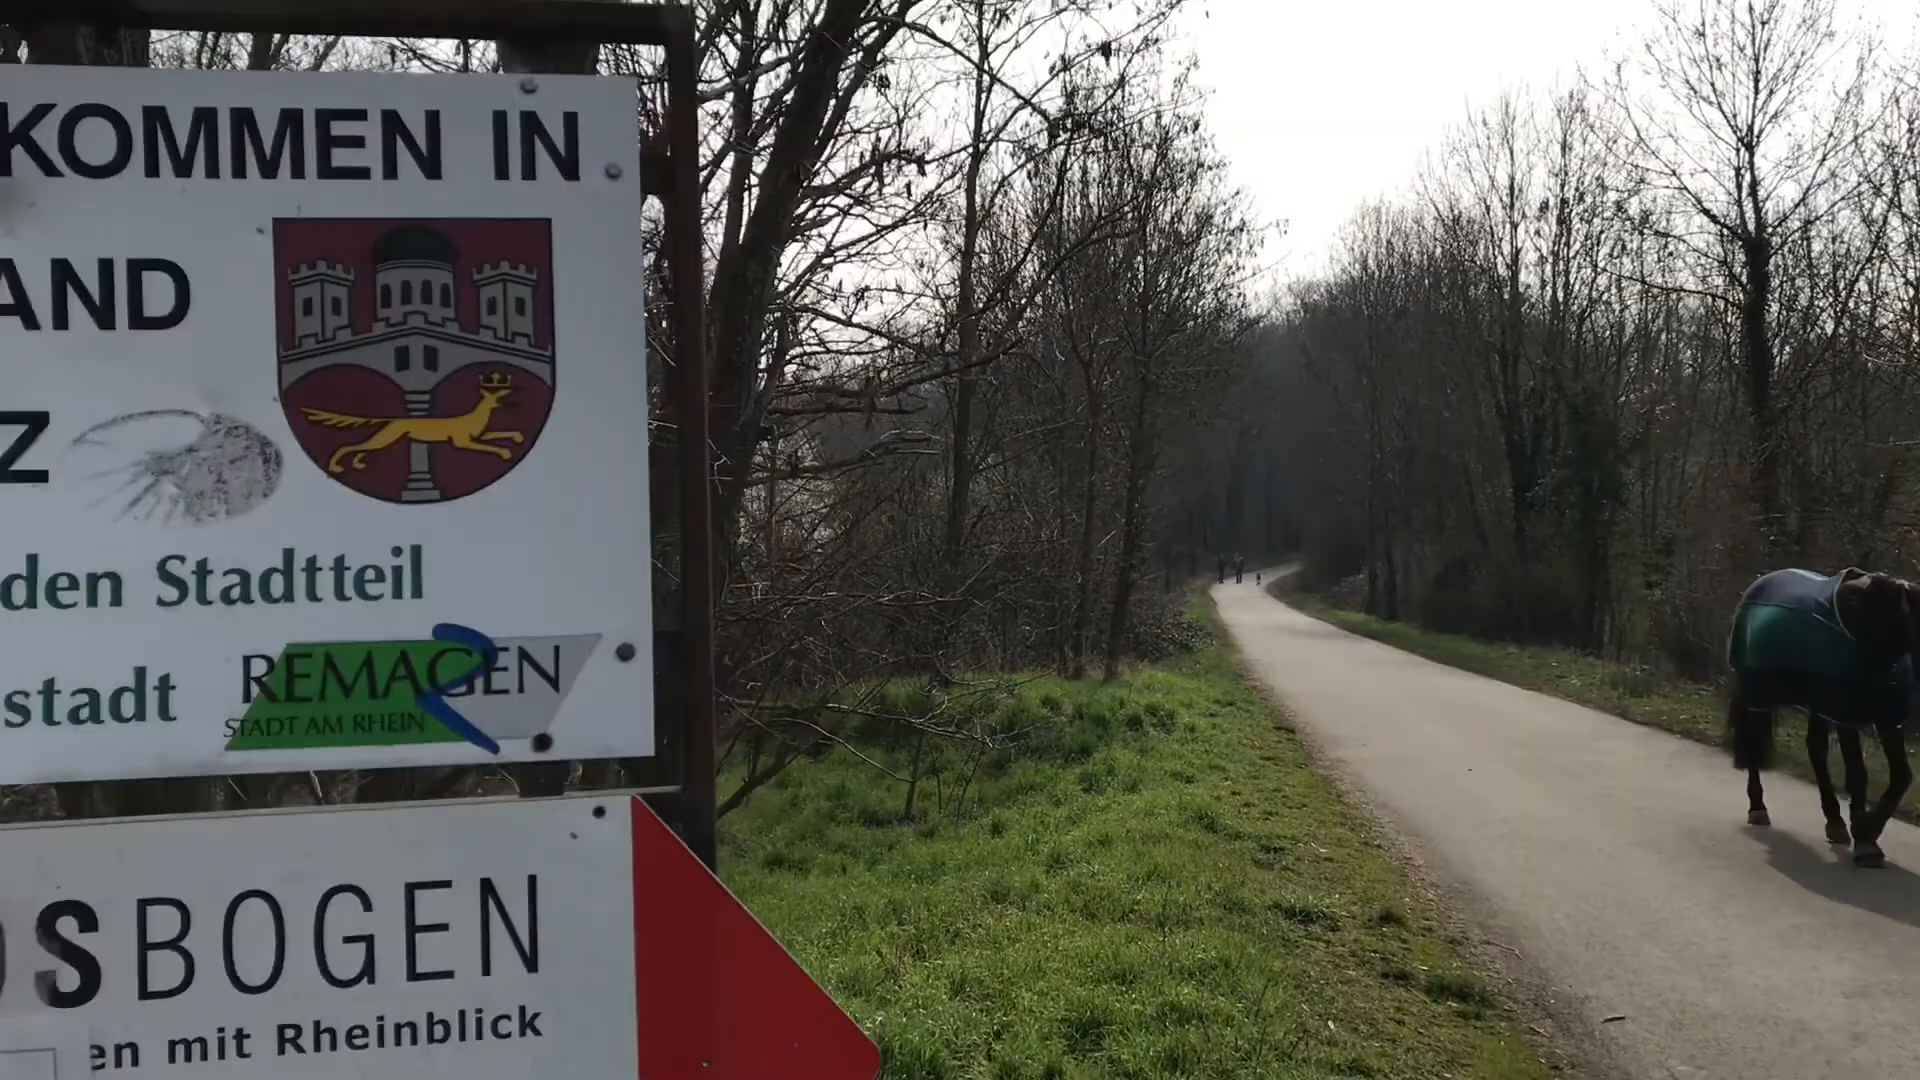 KOMMEN IN
AND
Z
den Stadtteil
stadt REMAGEN
STADT AM RHEIN
SBOGEN
en mit Rheinblick